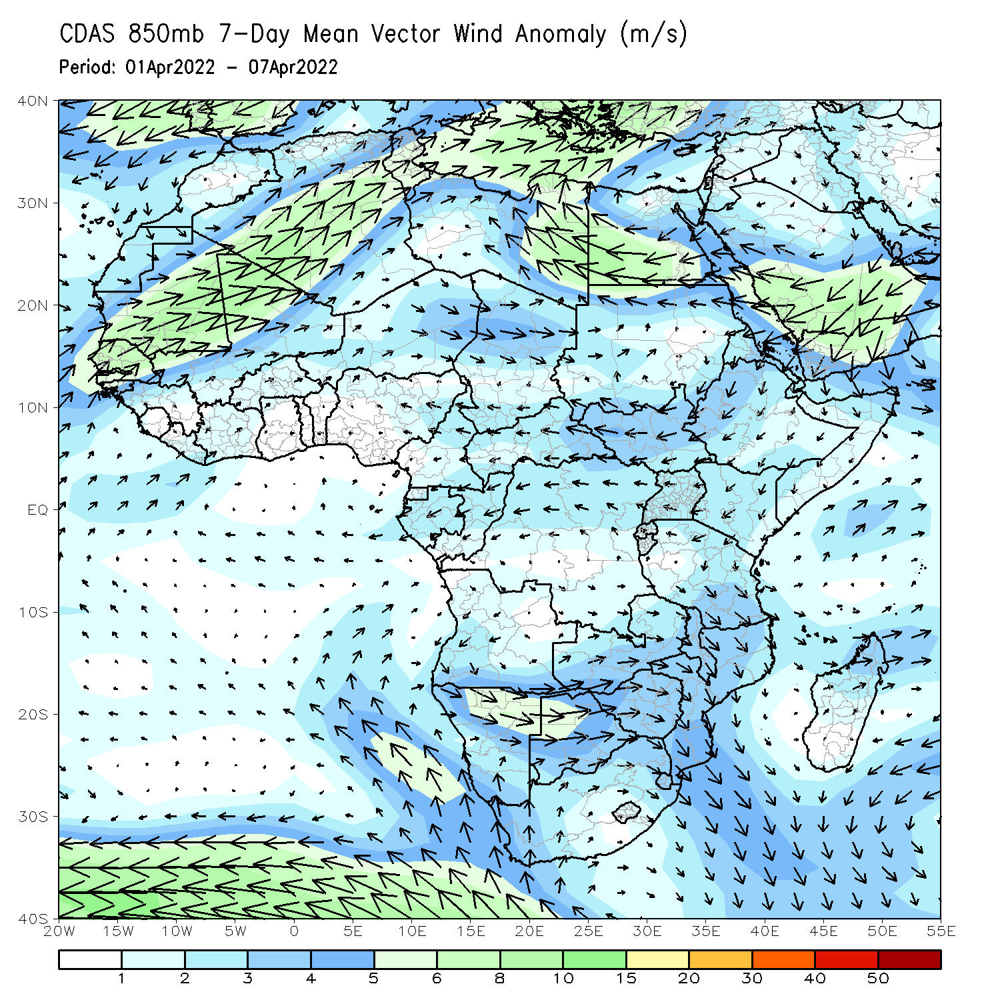 CDAS 850mb 7-Day Mean Vector Wind Anomaly (m/s)
Period: 01Apr2022 - 07Apr2022
40N
30N
20N
10N
EQ
10S
20S
30S
40S
20W 15W 10W 5W 0 5E 10E 15E 20E 25E 30E 35E 40E 45E 50E 55E
1 2 3 4 5 6 8 10 15 20 30 40 50